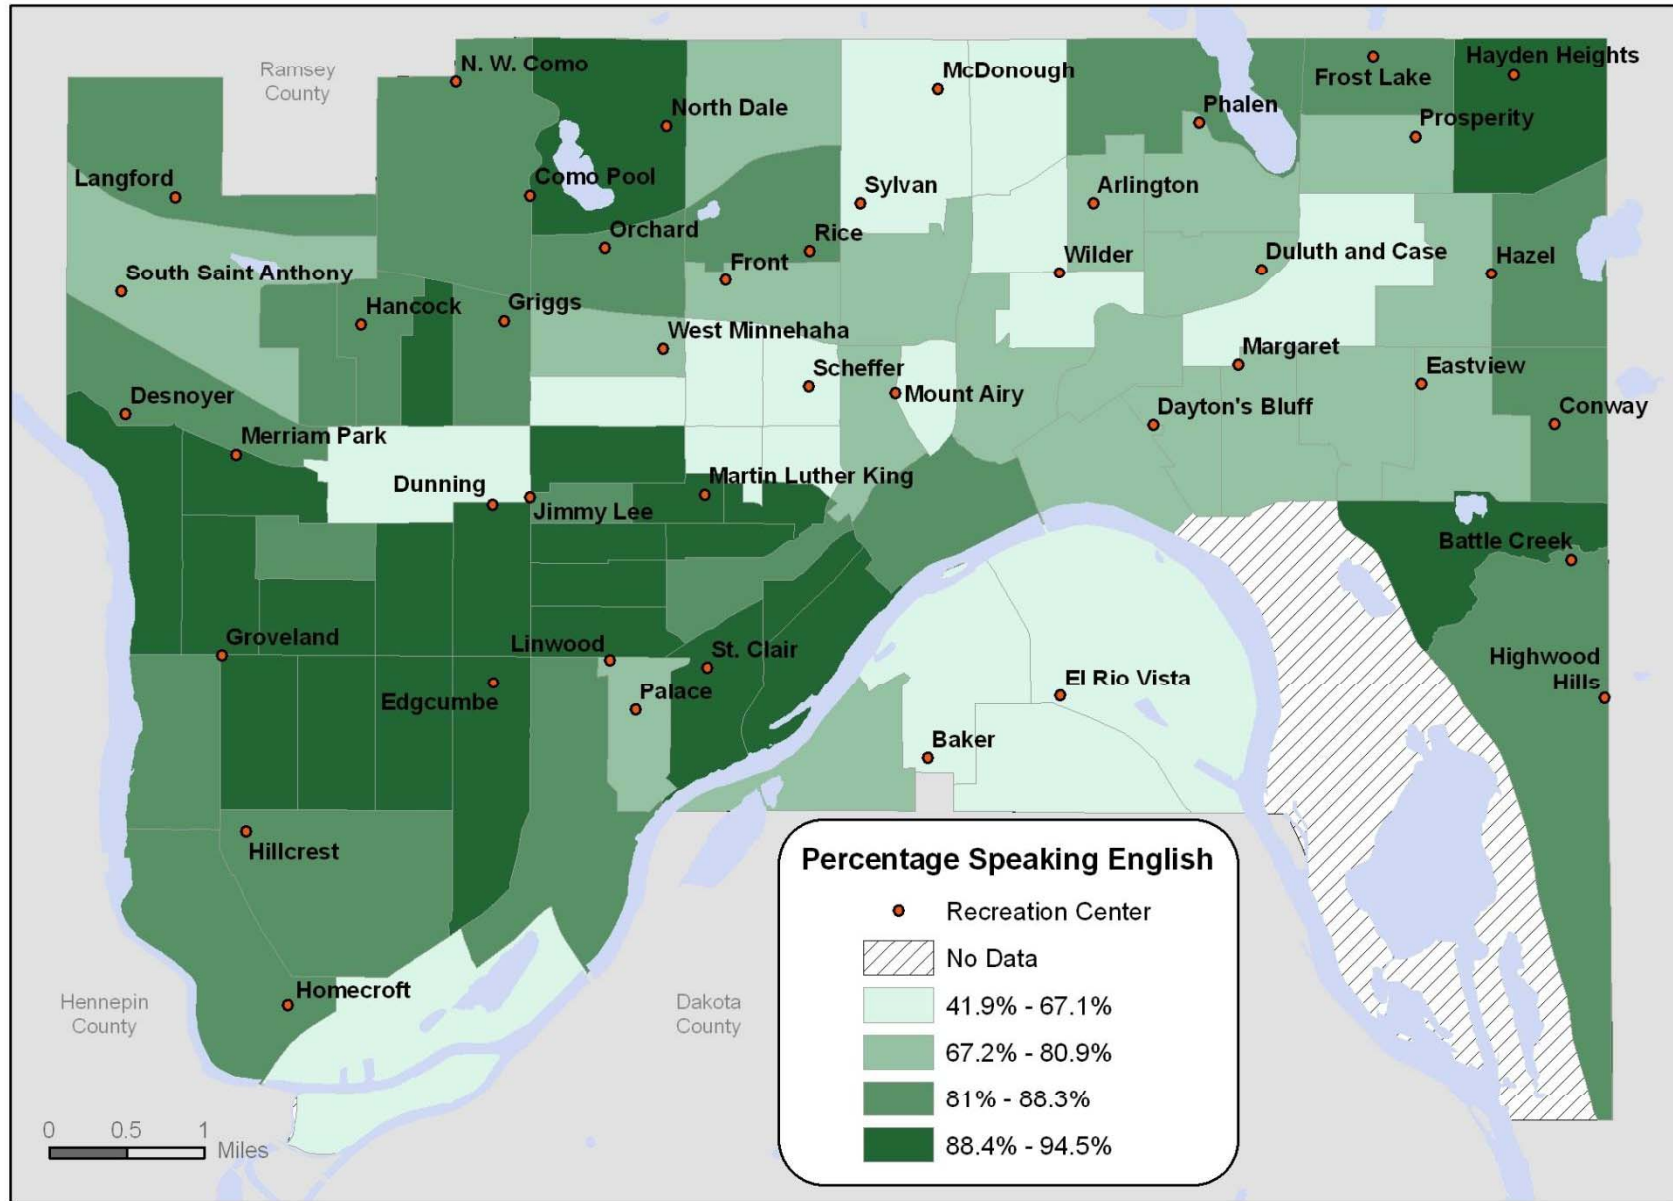 Ramsey
County
N. W. Como
McDonough
Hayden Heights
Frost Lake
North Dale
Phalen
Prosperity
Langford
Como Pool
Sylvan
Arlington
Orchard
Rice
South Saint Anthony
Front
Wilder
Duluth and Case
Hazel
Hancock
Griggs
West Minnehaha
Margaret
Scheffer
Eastview
Mount Airy
Desnoyer
Dayton's Bluff
Conway
Merriam Park
Dunning
Martin Luther King
Jimmy Lee
Battle Creek
Groveland
Linwood
St. Clair
Highwood
Hills
Edgcumbe
Palace
El Rio Vista
Baker
Hillcrest
Homecroft
Hennepin
County
Dakota
County
Percentage Speaking English
Recreation Center
No Data
41.9% - 67.1%
67.2% - 80.9%
81% - 88.3%
88.4% - 94.5%
0 0.5 1
Miles